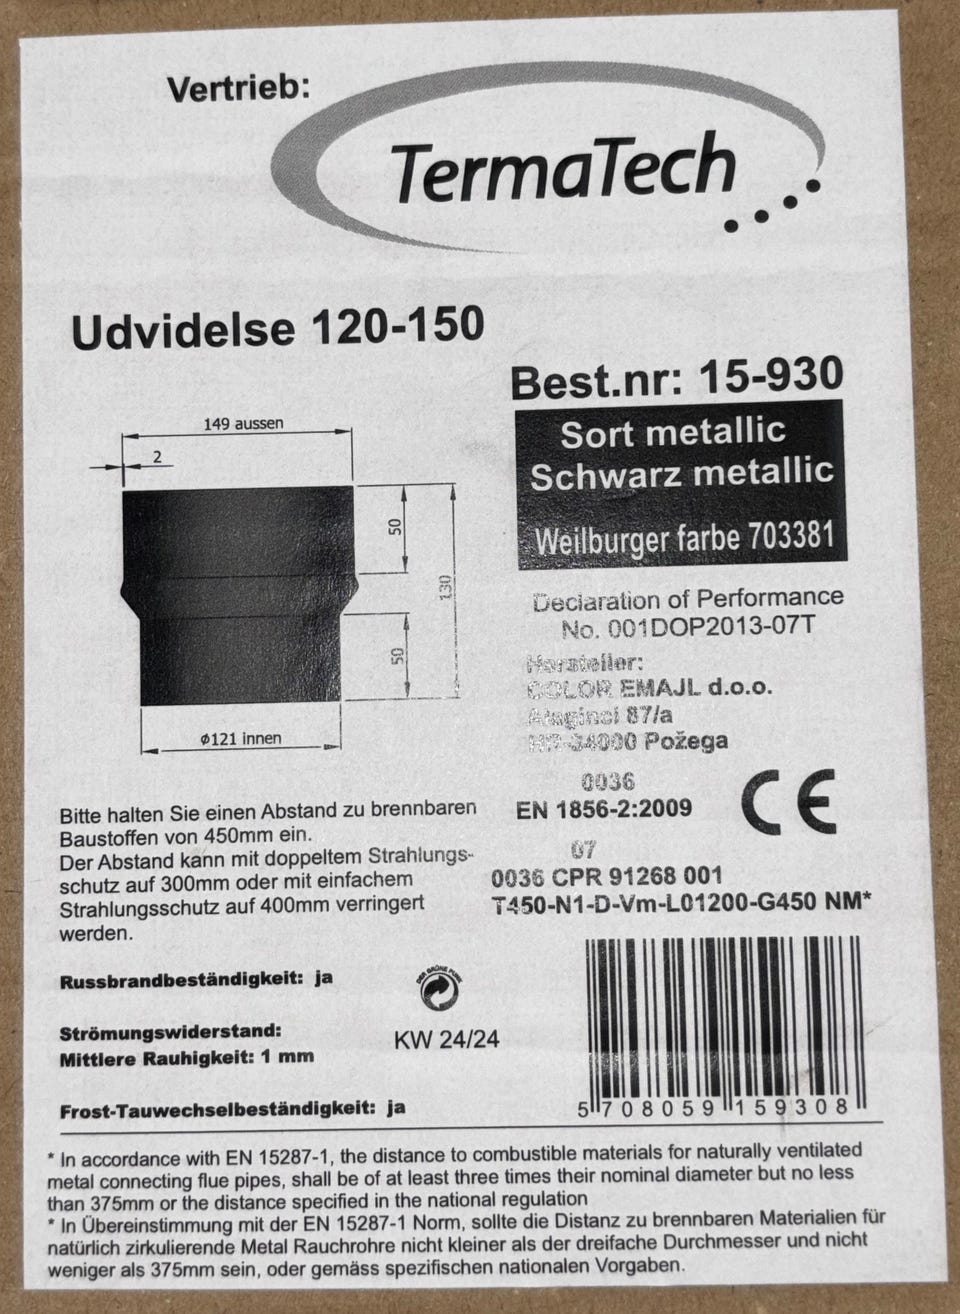 Vertrieb:
TermaTech
Udvidelse 120-150
Best.nr: 15-930
Sort metallic
Schwarz metallic
Weilburger farbe 703381
149 aussen
2
50
130
50
ϕ121 innen
Declaration of Performance
No. 001DOP2013-07T
Hersteller:
COLOR EMAJL d.o.o.
87/a
HR-34000 Požega
0036
EN 1856-2:2009
CE
07
0036 CPR 91268 001
T450-N1-D-Vm-L01200-G450 NM*
Bitte halten Sie einen Abstand zu brennbaren
Baustoffen von 450mm ein.
Der Abstand kann mit doppeltem Strahlungs-
schutz auf 300mm oder mit einfachem
Strahlungsschutz auf 400mm verringert
werden.
Russbrandbeständigkeit: ja
DER GRÜNE PUNKT
Strömungswiderstand:
Mittlere Rauhigkeit: 1 mm
KW 24/24
Frost-Tauwechselbeständigkeit: ja
5 708059 159308
* In accordance with EN 15287-1, the distance to combustible materials for naturally ventilated
metal connecting flue pipes, shall be of at least three times their nominal diameter but no less
than 375mm or the distance specified in the national regulation
* In Übereinstimmung mit der EN 15287-1 Norm, sollte die Distanz zu brennbaren Materialien für
natürlich zirkulierende Metal Rauchrohre nicht kleiner als der dreifache Durchmesser und nicht
weniger als 375mm sein, oder gemäss spezifischen nationalen Vorgaben.